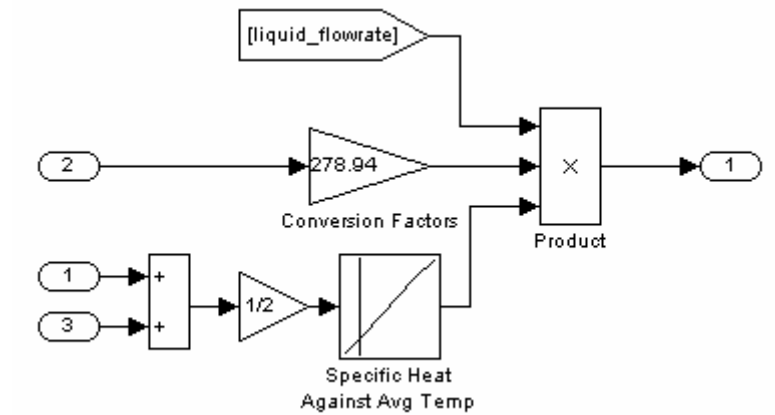 [liquid_flowrate]
2
278.94
×
1
Conversion Factors
Product
1
+
1/2
3
+
Specific Heat
Against Avg Temp